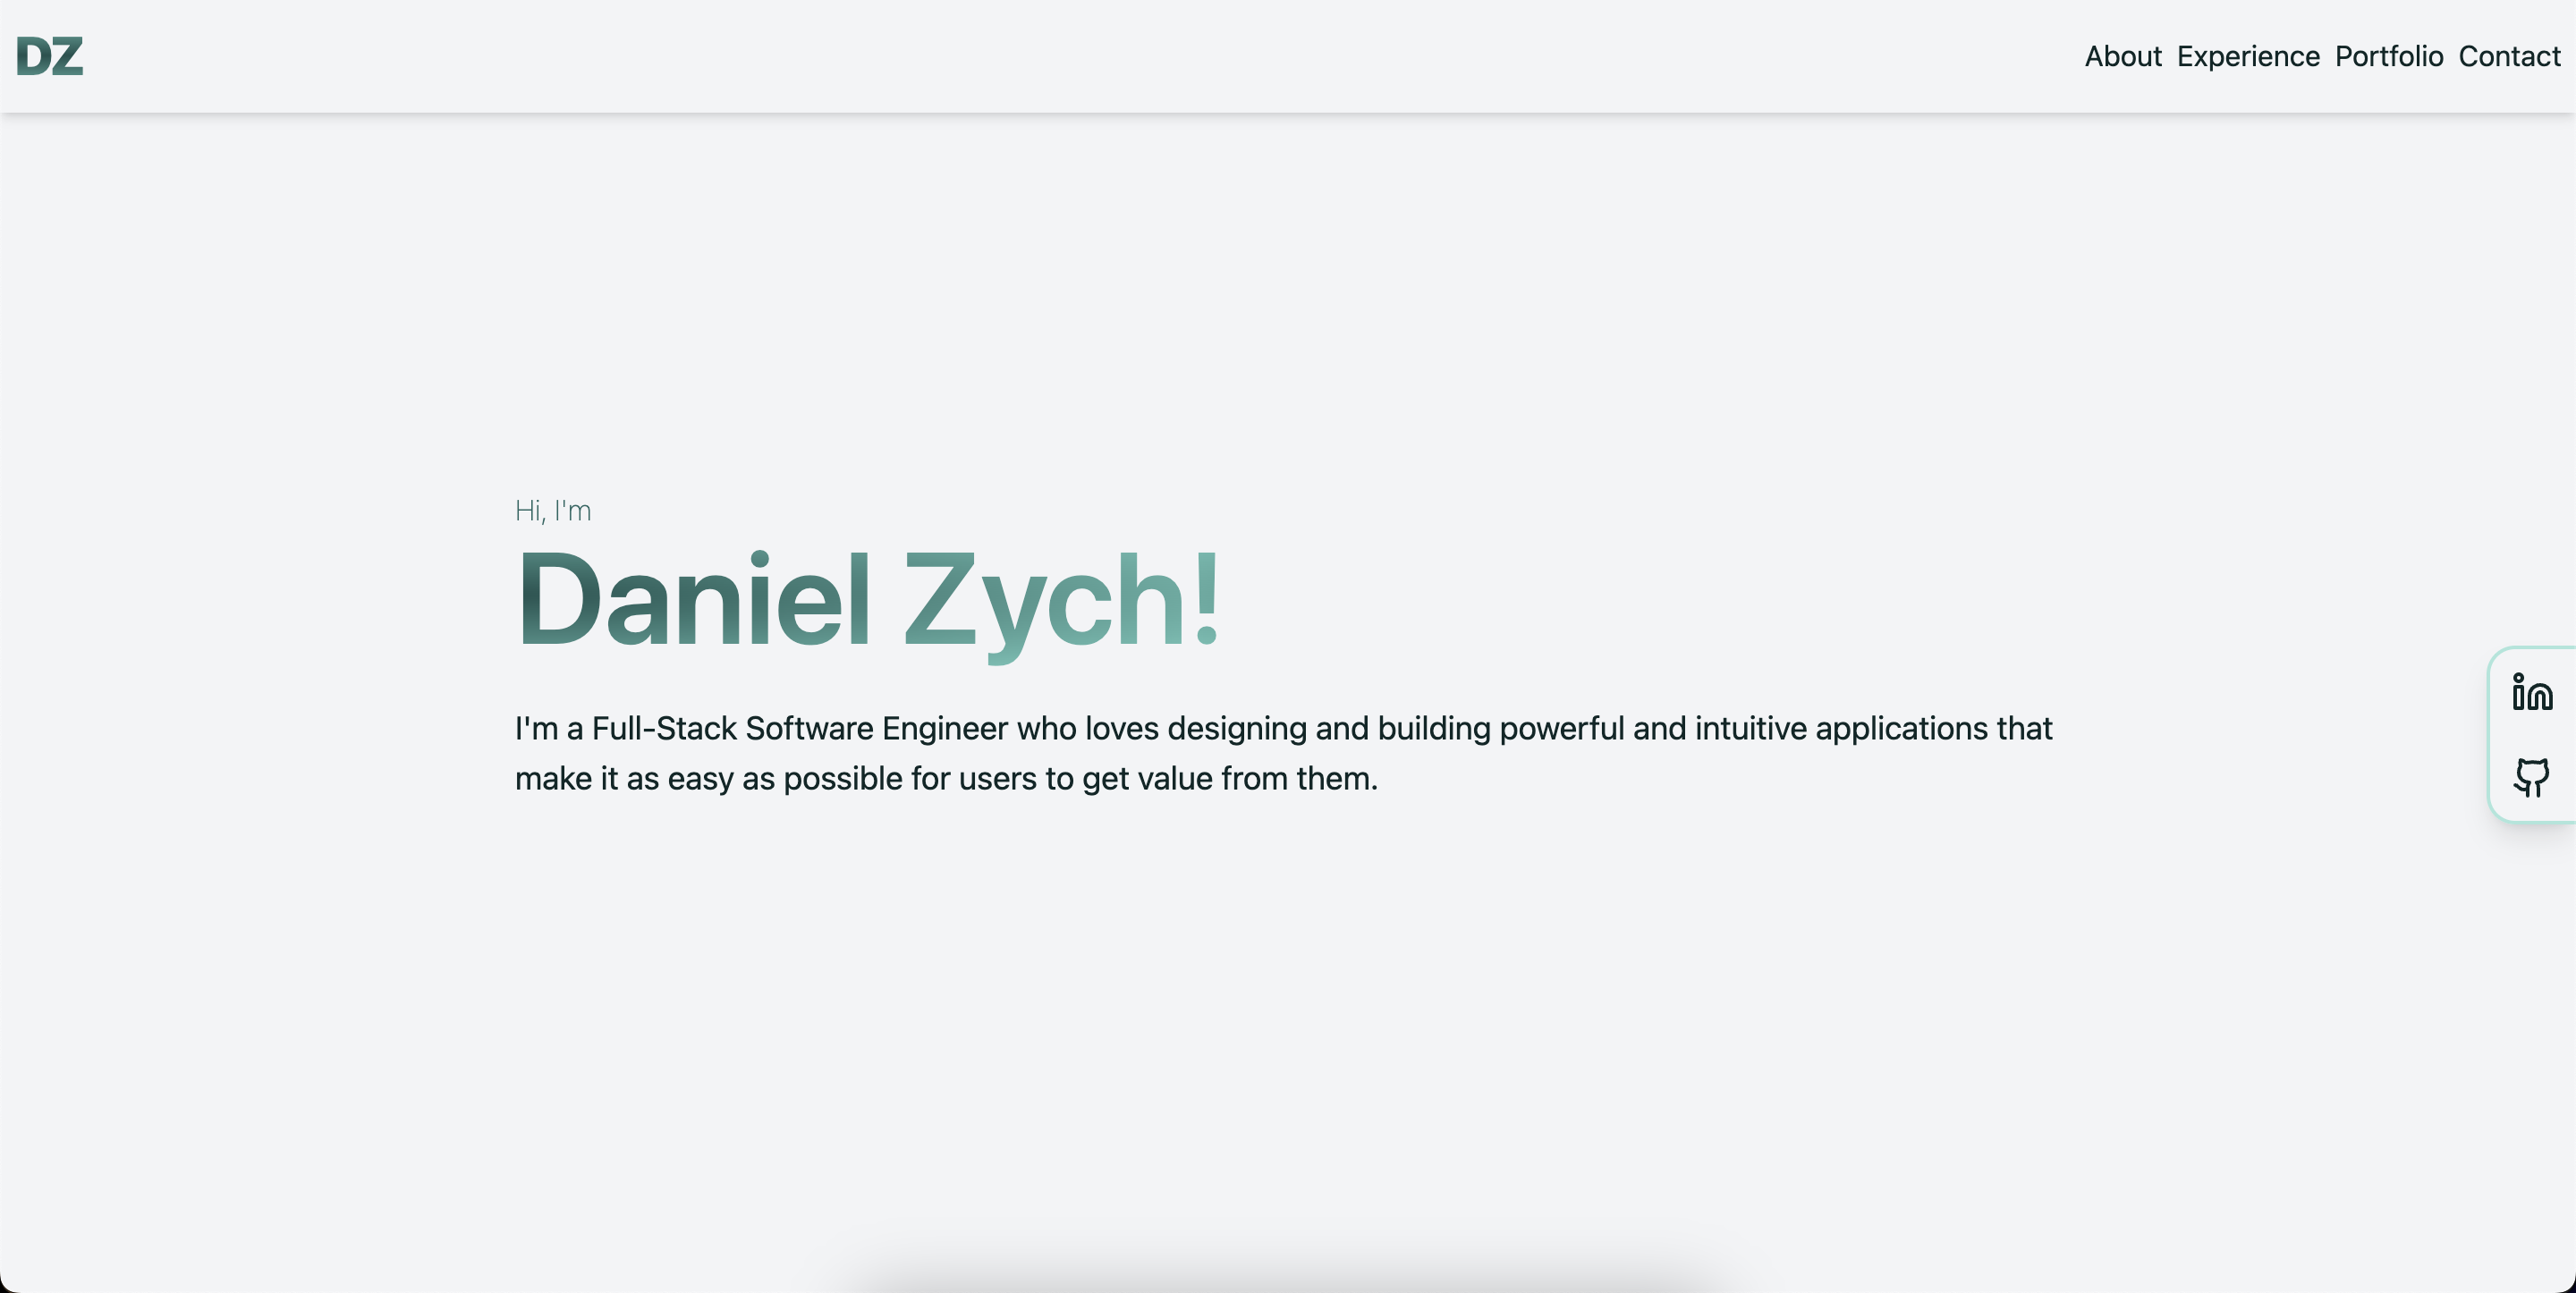 DZ
About Experience Portfolio Contact
Hi, I'm
Daniel Zych!
I'm a Full-Stack Software Engineer who loves designing and building powerful and intuitive applications that
make it as easy as possible for users to get value from them.
in